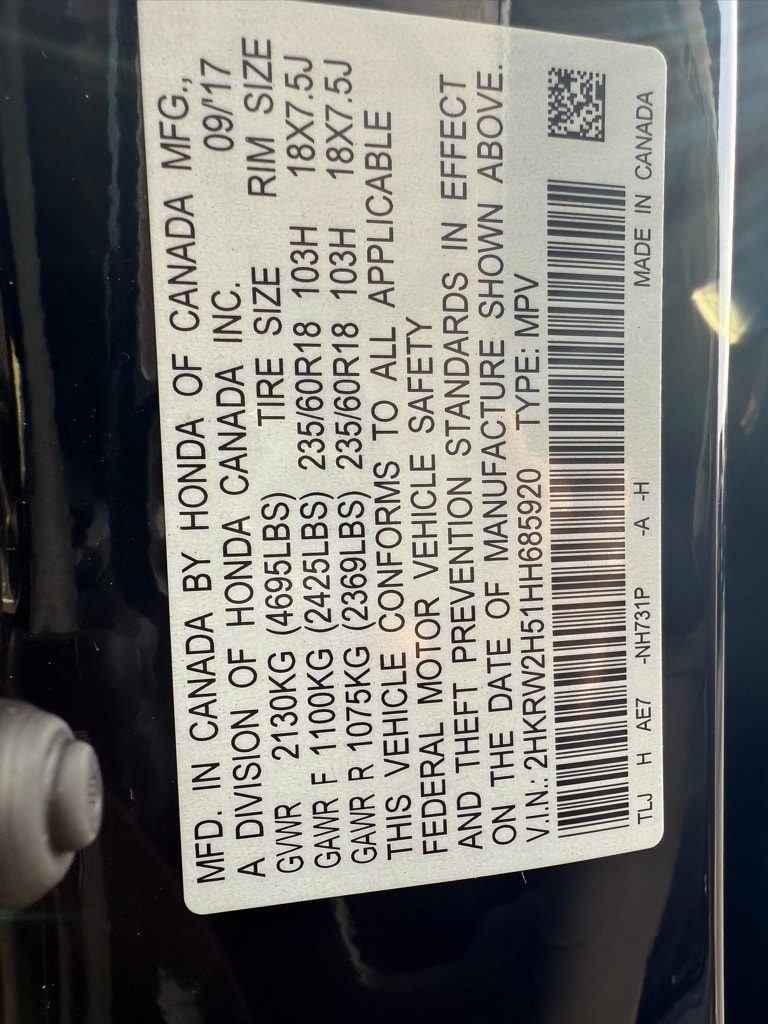 MFD. IN CANADA BY HONDA OF CANADA MFG.,
A DIVISION OF HONDA CANADA INC. 09/'17
GVWR 2130KG (4695LBS) TIRE SIZE RIM SIZE
GAWR F 1100KG (2425LBS) 235/60R18 103H 18X7.5J
GAWR R 1075KG (2369LBS) 235/60R18 103H 18X7.5J
THIS VEHICLE CONFORMS TO ALL APPLICABLE
FEDERAL MOTOR VEHICLE SAFETY
AND THEFT PREVENTION STANDARDS IN EFFECT
ON THE DATE OF MANUFACTURE SHOWN ABOVE.
V.I.N.: 2HKRW2H51HH685920 TYPE: MPV
TLJ H AE7 -NH731P -A -H MADE IN CANADA